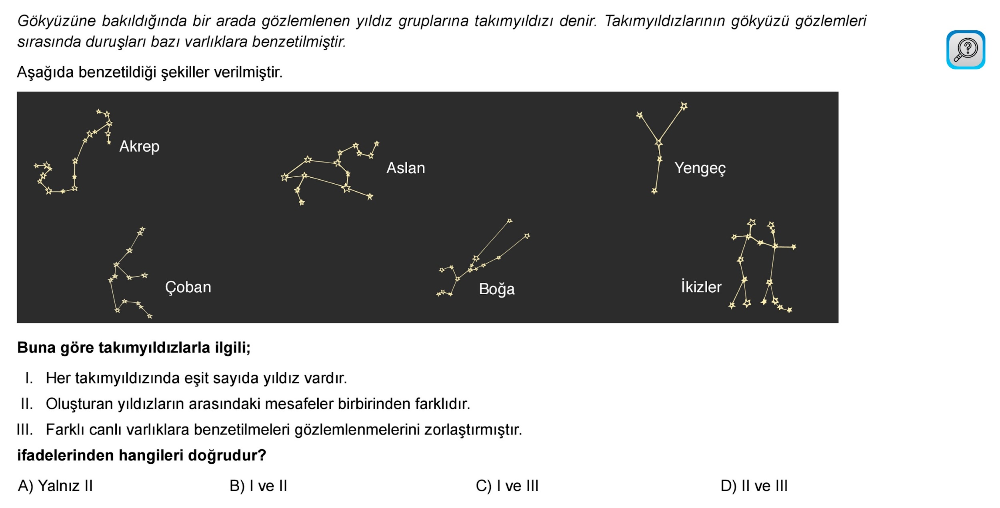 Gökyüzüne bakıldığında bir arada gözlemlenen yıldız gruplarına takımyıldızı denir. Takımyıldızlarının gökyüzü gözlemleri
sırasında duruşları bazı varlıklara benzetilmiştir.
Aşağıda benzetildiği şekiller verilmiştir.
Akrep
Aslan
Yengeç
Çoban
Boğa
İkizler
Buna göre takımyıldızlarla ilgili;
I. Her takımyıldızında eşit sayıda yıldız vardır.
II. Oluşturan yıldızların arasındaki mesafeler birbirinden farklıdır.
III. Farklı canlı varlıklara benzetilmeleri gözlemlenmelerini zorlaştırmıştır.
ifadelerinden hangileri doğrudur?
A) Yalnız II B) I ve II C) I ve III D) II ve III